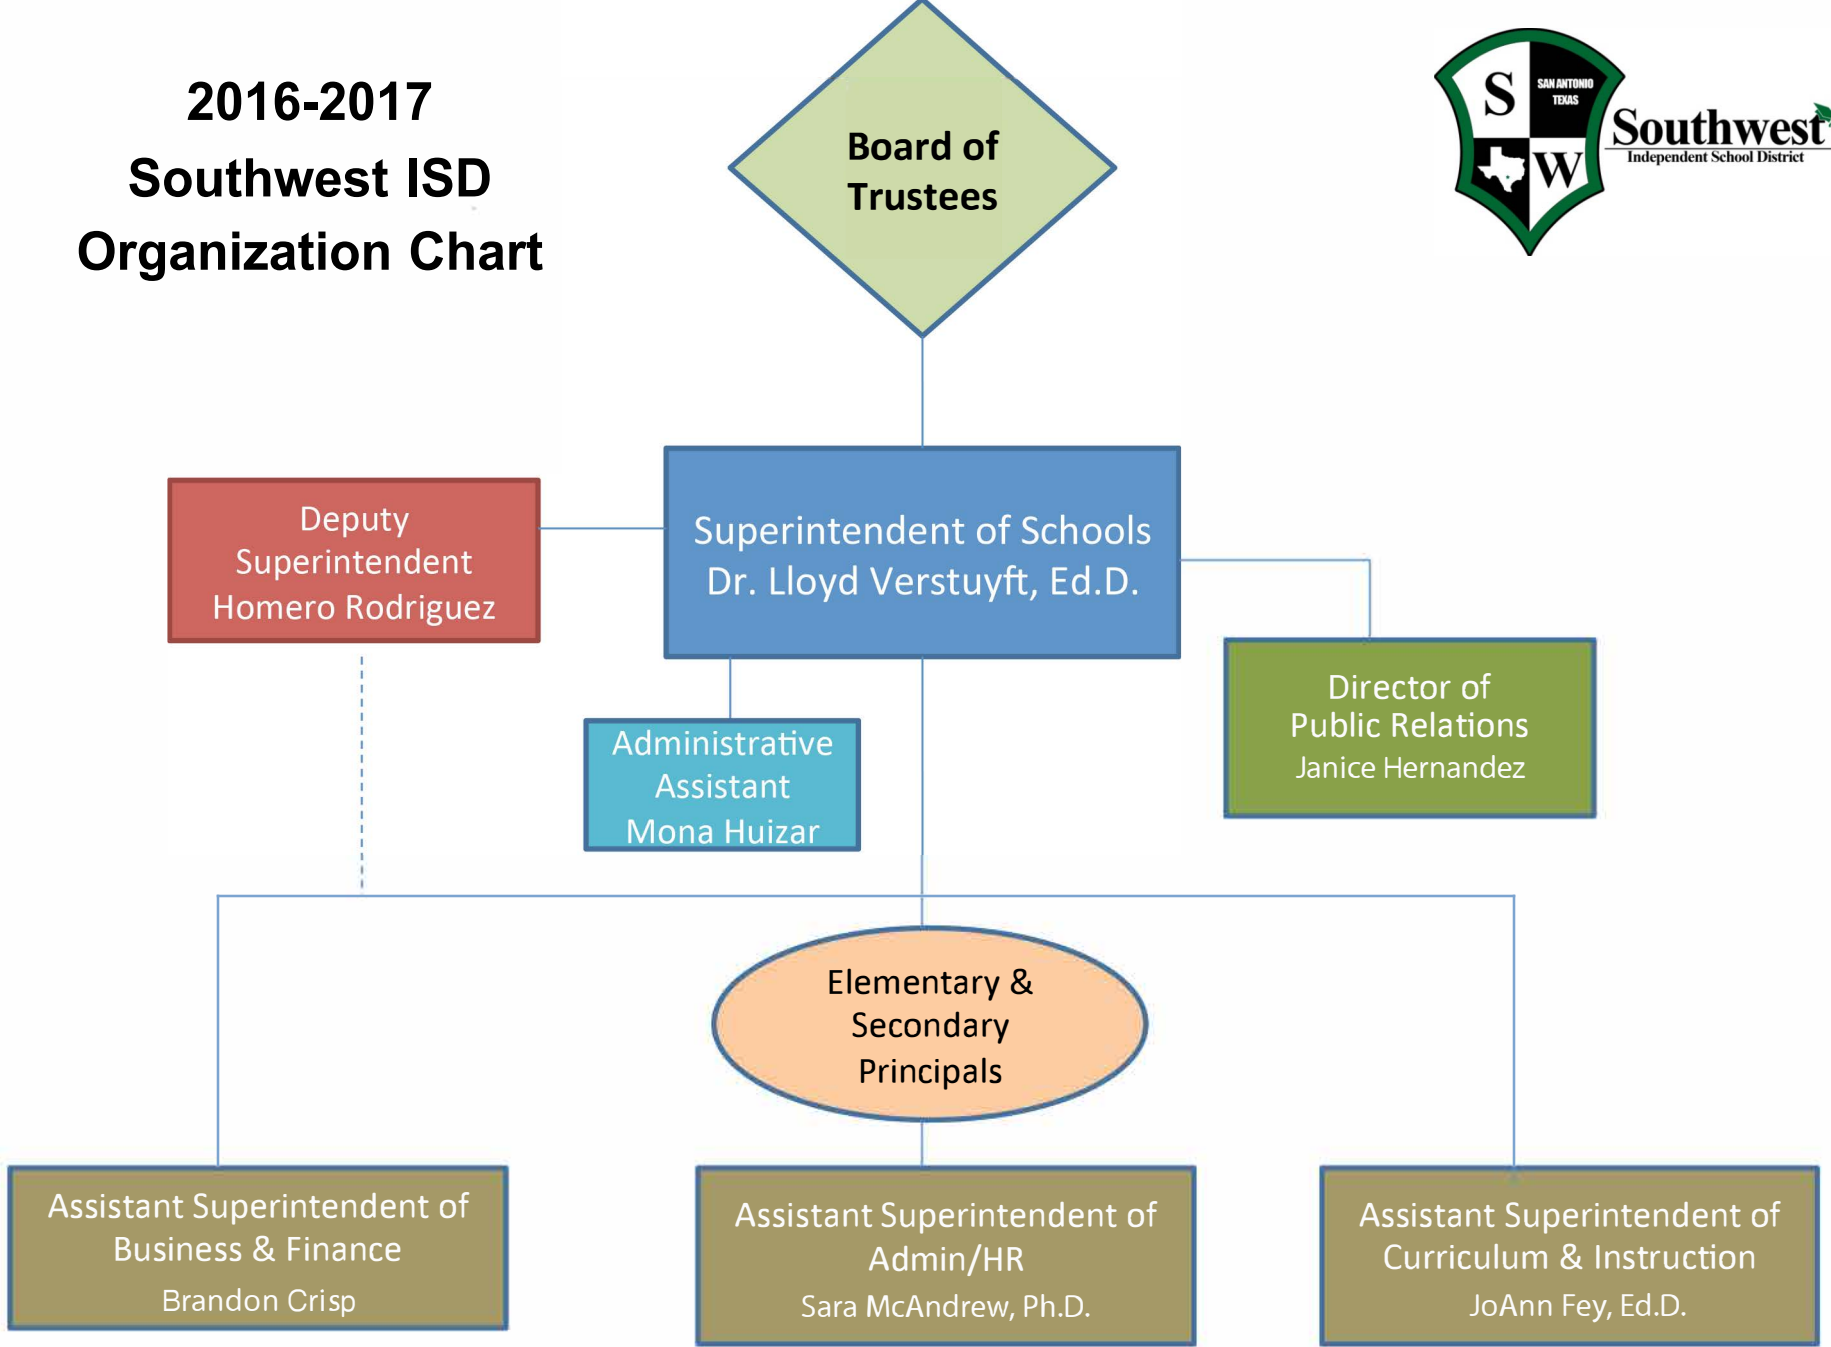 2016-2017
Southwest ISD
Organization Chart
Board of
Trustees
S
SAN ANTONIO
TEXAS
W
Southwest
Independent School District
Deputy
Superintendent
Homero Rodriguez
Superintendent of Schools
Dr. Lloyd Verstuyft, Ed.D.
Director of
Public Relations
Janice Hernandez
Administrative
Assistant
Mona Huizar
Elementary &
Secondary
Principals
Assistant Superintendent of
Business & Finance
Brandon Crisp
Assistant Superintendent of
Admin/HR
Sara McAndrew, Ph.D.
Assistant Superintendent of
Curriculum & Instruction
JoAnn Fey, Ed.D.